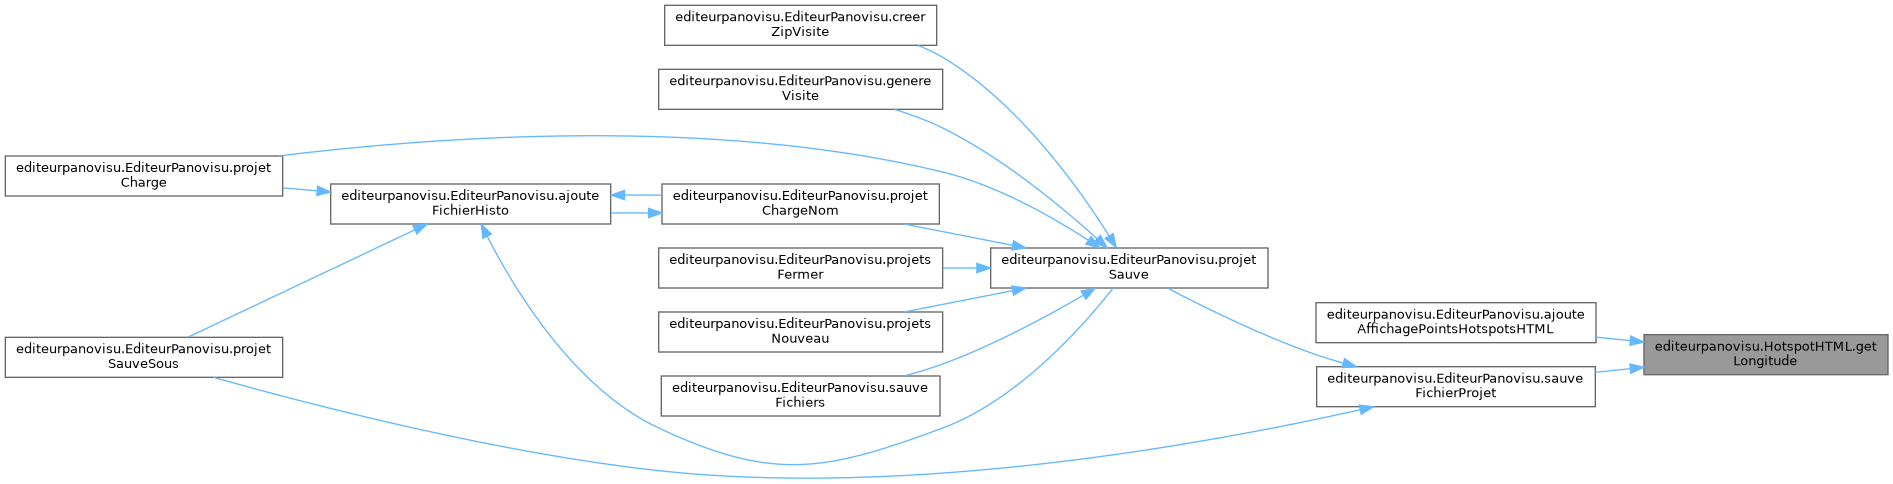 editeurpanovisu.EditeurPanovisu.creer
ZipVisite
editeurpanovisu.EditeurPanovisu.genere
Visite
editeurpanovisu.EditeurPanovisu.projet
Charge
editeurpanovisu.EditeurPanovisu.ajoute
FichierHisto
editeurpanovisu.EditeurPanovisu.projet
ChargeNom
editeurpanovisu.EditeurPanovisu.projets
Fermer
editeurpanovisu.EditeurPanovisu.projet
Sauve
editeurpanovisu.EditeurPanovisu.projets
Nouveau
editeurpanovisu.EditeurPanovisu.ajoute
AffichagePointsHotspotsHTML
editeurpanovisu.HotspotHTML.get
Longitude
editeurpanovisu.EditeurPanovisu.projet
SauveSous
editeurpanovisu.EditeurPanovisu.sauve
Fichiers
editeurpanovisu.EditeurPanovisu.sauve
FichierProjet